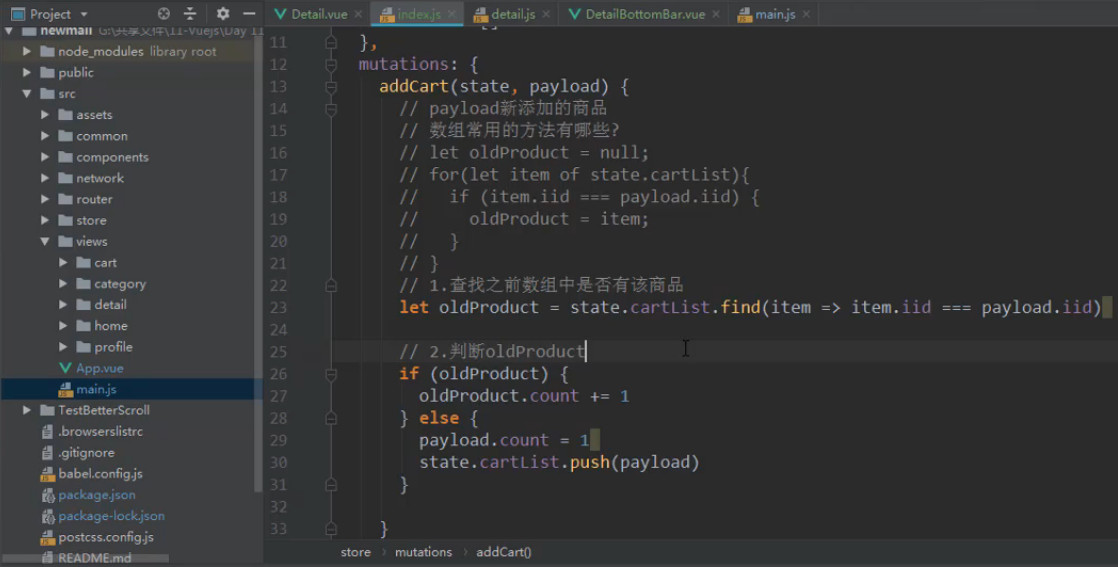 Project
Detail.vue
index.js
detail.js
DetailBottomBar.vue
main.js
newmall G:\共享文件\11-Vuejs\Day 11
node_modules library root
public
src
assets
common
components
network
router
store
views
cart
category
detail
home
profile
App.vue
main.js
TestBetterScroll
.browserslistrc
.gitignore
babel.config.js
package.json
package-lock.json
postcss.config.js
README.md
11 },
12 mutations: {
13 addCart(state, payload) {
14 // payload新添加的商品
15 // 数组常用的方法有哪些?
16 // let oldProduct = null;
17 // for(let item of state.cartList){
18 // if (item.iid === payload.iid) {
19 // oldProduct = item;
20 // }
21 // }
22 // 1.查找之前数组中是否有该商品
23 let oldProduct = state.cartList.find(item => item.iid === payload.iid)
24
25 // 2.判断oldProduct
26 if (oldProduct) {
27 oldProduct.count += 1
28 } else {
29 payload.count = 1
30 state.cartList.push(payload)
31 }
32
33 }
store › mutations › addCart()